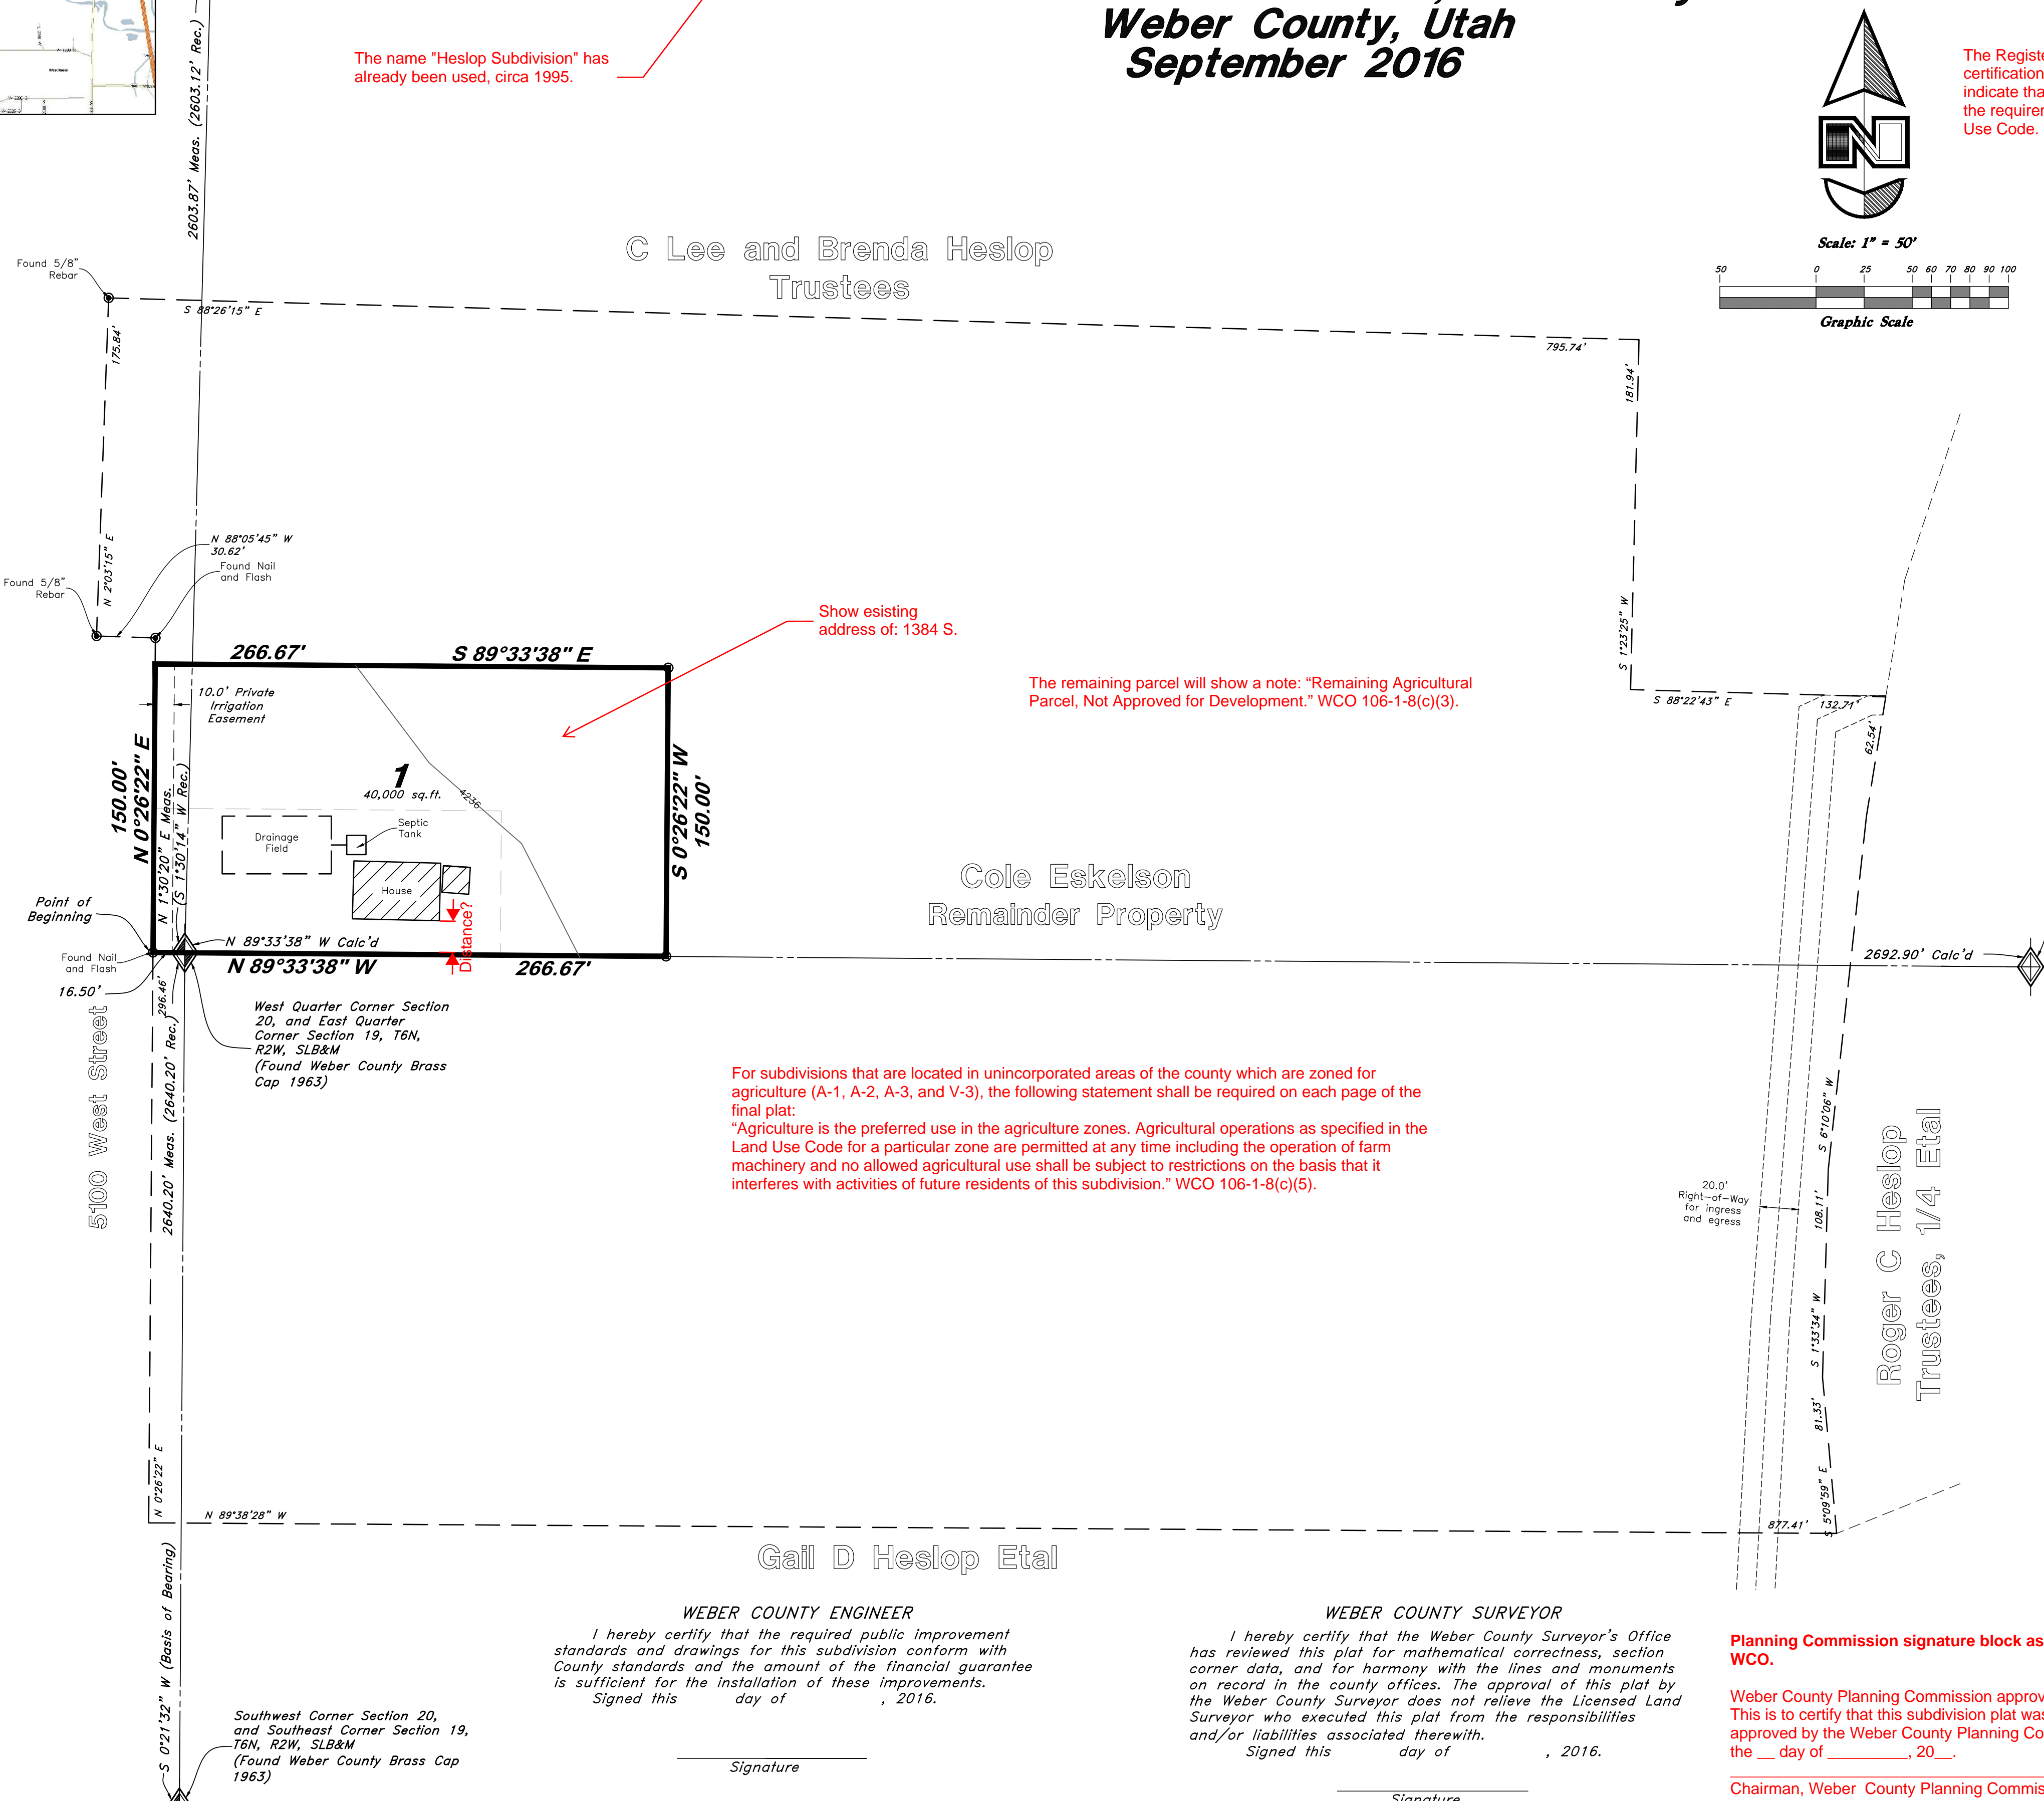 Weber County, Utah
September 2016
The name "Heslop Subdivision" has
already been used, circa 1995.
2603.87' Meas. (2603.12' Rec.)
The Registe
certification
indicate tha
the requirer
Use Code.
Scale: 1" = 50'
50 0 25 50 60 70 80 90 100
Graphic Scale
C Lee and Brenda Heslop
Trustees
Found 5/8"
Rebar
S 88°26'15" E
795.74'
175.84'
N 2°03'15" E
181.94'
S 1°23'25" W
N 88°05'45" W
30.62'
Found Nail
and Flash
Found 5/8"
Rebar
Show esisting
address of: 1384 S.
266.67'
S 89°33'38" E
The remaining parcel will show a note: “Remaining Agricultural
Parcel, Not Approved for Development.” WCO 106-1-8(c)(3).
S 88°22'43" E
132.71'
62.54'
10.0' Private
Irrigation
Easement
150.00'
N 0°26'22" E
N 1°30'20" E Meas.
(S 1°30'14" W Rec.)
1
40,000 sq.ft.
4236
S 0°26'22" W
150.00'
Drainage
Field
Septic
Tank
House
Distance?
Cole Eskelson
Remainder Property
Point of
Beginning
Found Nail
and Flash
16.50'
N 89°33'38" W Calc'd
N 89°33'38" W
266.67'
2692.90' Calc'd
296.46'
West Quarter Corner Section
20, and East Quarter
Corner Section 19, T6N,
R2W, SLB&M
(Found Weber County Brass
Cap 1963)
5100 West Street
2640.20' Meas. (2640.20' Rec.)
For subdivisions that are located in unincorporated areas of the county which are zoned for
agriculture (A-1, A-2, A-3, and V-3), the following statement shall be required on each page of the
final plat:
“Agriculture is the preferred use in the agriculture zones. Agricultural operations as specified in the
Land Use Code for a particular zone are permitted at any time including the operation of farm
machinery and no allowed agricultural use shall be subject to restrictions on the basis that it
interferes with activities of future residents of this subdivision.” WCO 106-1-8(c)(5).
20.0'
Right-of-Way
for ingress
and egress
S 6°10'06" W
108.11'
S 1°33'34" W
81.33'
S 5°09'59" E
Roger C Heslop
Trustees, 1/4 Etal
N 0°26'22" E
N 89°38'28" W
877.41'
Gail D Heslop Etal
S 0°21'32" W (Basis of Bearing)
Southwest Corner Section 20,
and Southeast Corner Section 19,
T6N, R2W, SLB&M
(Found Weber County Brass Cap
1963)
WEBER COUNTY ENGINEER
I hereby certify that the required public improvement
standards and drawings for this subdivision conform with
County standards and the amount of the financial guarantee
is sufficient for the installation of these improvements.
Signed this day of , 2016.
Signature
WEBER COUNTY SURVEYOR
I hereby certify that the Weber County Surveyor's Office
has reviewed this plat for mathematical correctness, section
corner data, and for harmony with the lines and monuments
on record in the county offices. The approval of this plat by
the Weber County Surveyor does not relieve the Licensed Land
Surveyor who executed this plat from the responsibilities
and/or liabilities associated therewith.
Signed this day of , 2016.
Signature
Planning Commission signature block as
WCO.
Weber County Planning Commission approv
This is to certify that this subdivision plat was
approved by the Weber County Planning Co
the __ day of _________, 20__.
Chairman, Weber County Planning Commis